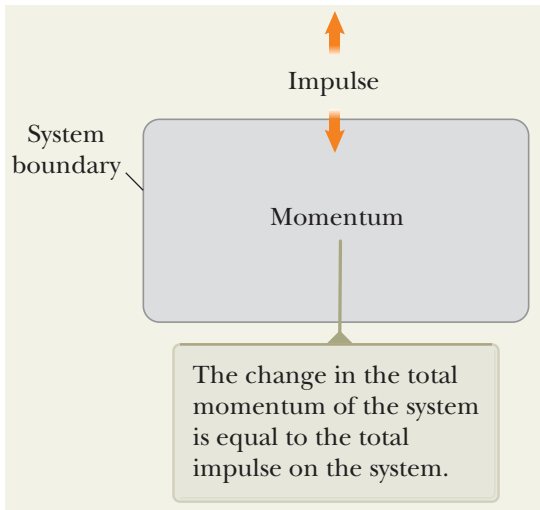 Impulse
System
boundary
Momentum
The change in the total
momentum of the system
is equal to the total
impulse on the system.